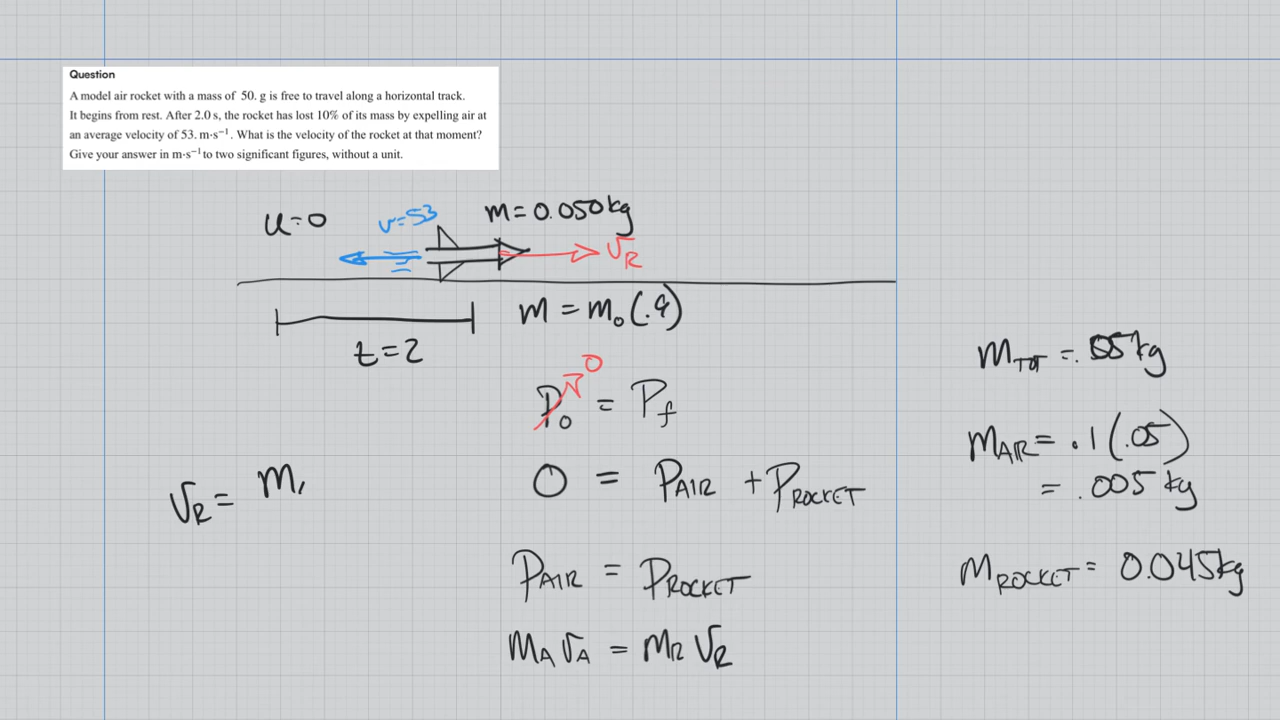 Question
A model air rocket with a mass of 50. g is free to travel along a horizontal track.
It begins from rest. After 2.0 s, the rocket has lost 10% of its mass by expelling air at
an average velocity of 53. m·s⁻¹. What is the velocity of the rocket at that moment?
Give your answer in m·s⁻¹ to two significant figures, without a unit.
u=0
v=53
m=0.050kg
v_R
m = m₀(.9)
t=2
0
P₀ = P_f
0 = P_AIR + P_ROCKET
P_AIR = P_ROCKET
m_A v_A = m_R v_R
v_R = m,
m_TOT = .05kg
m_AIR = .1(.05)
= .005 kg
m_ROCKET = 0.045kg